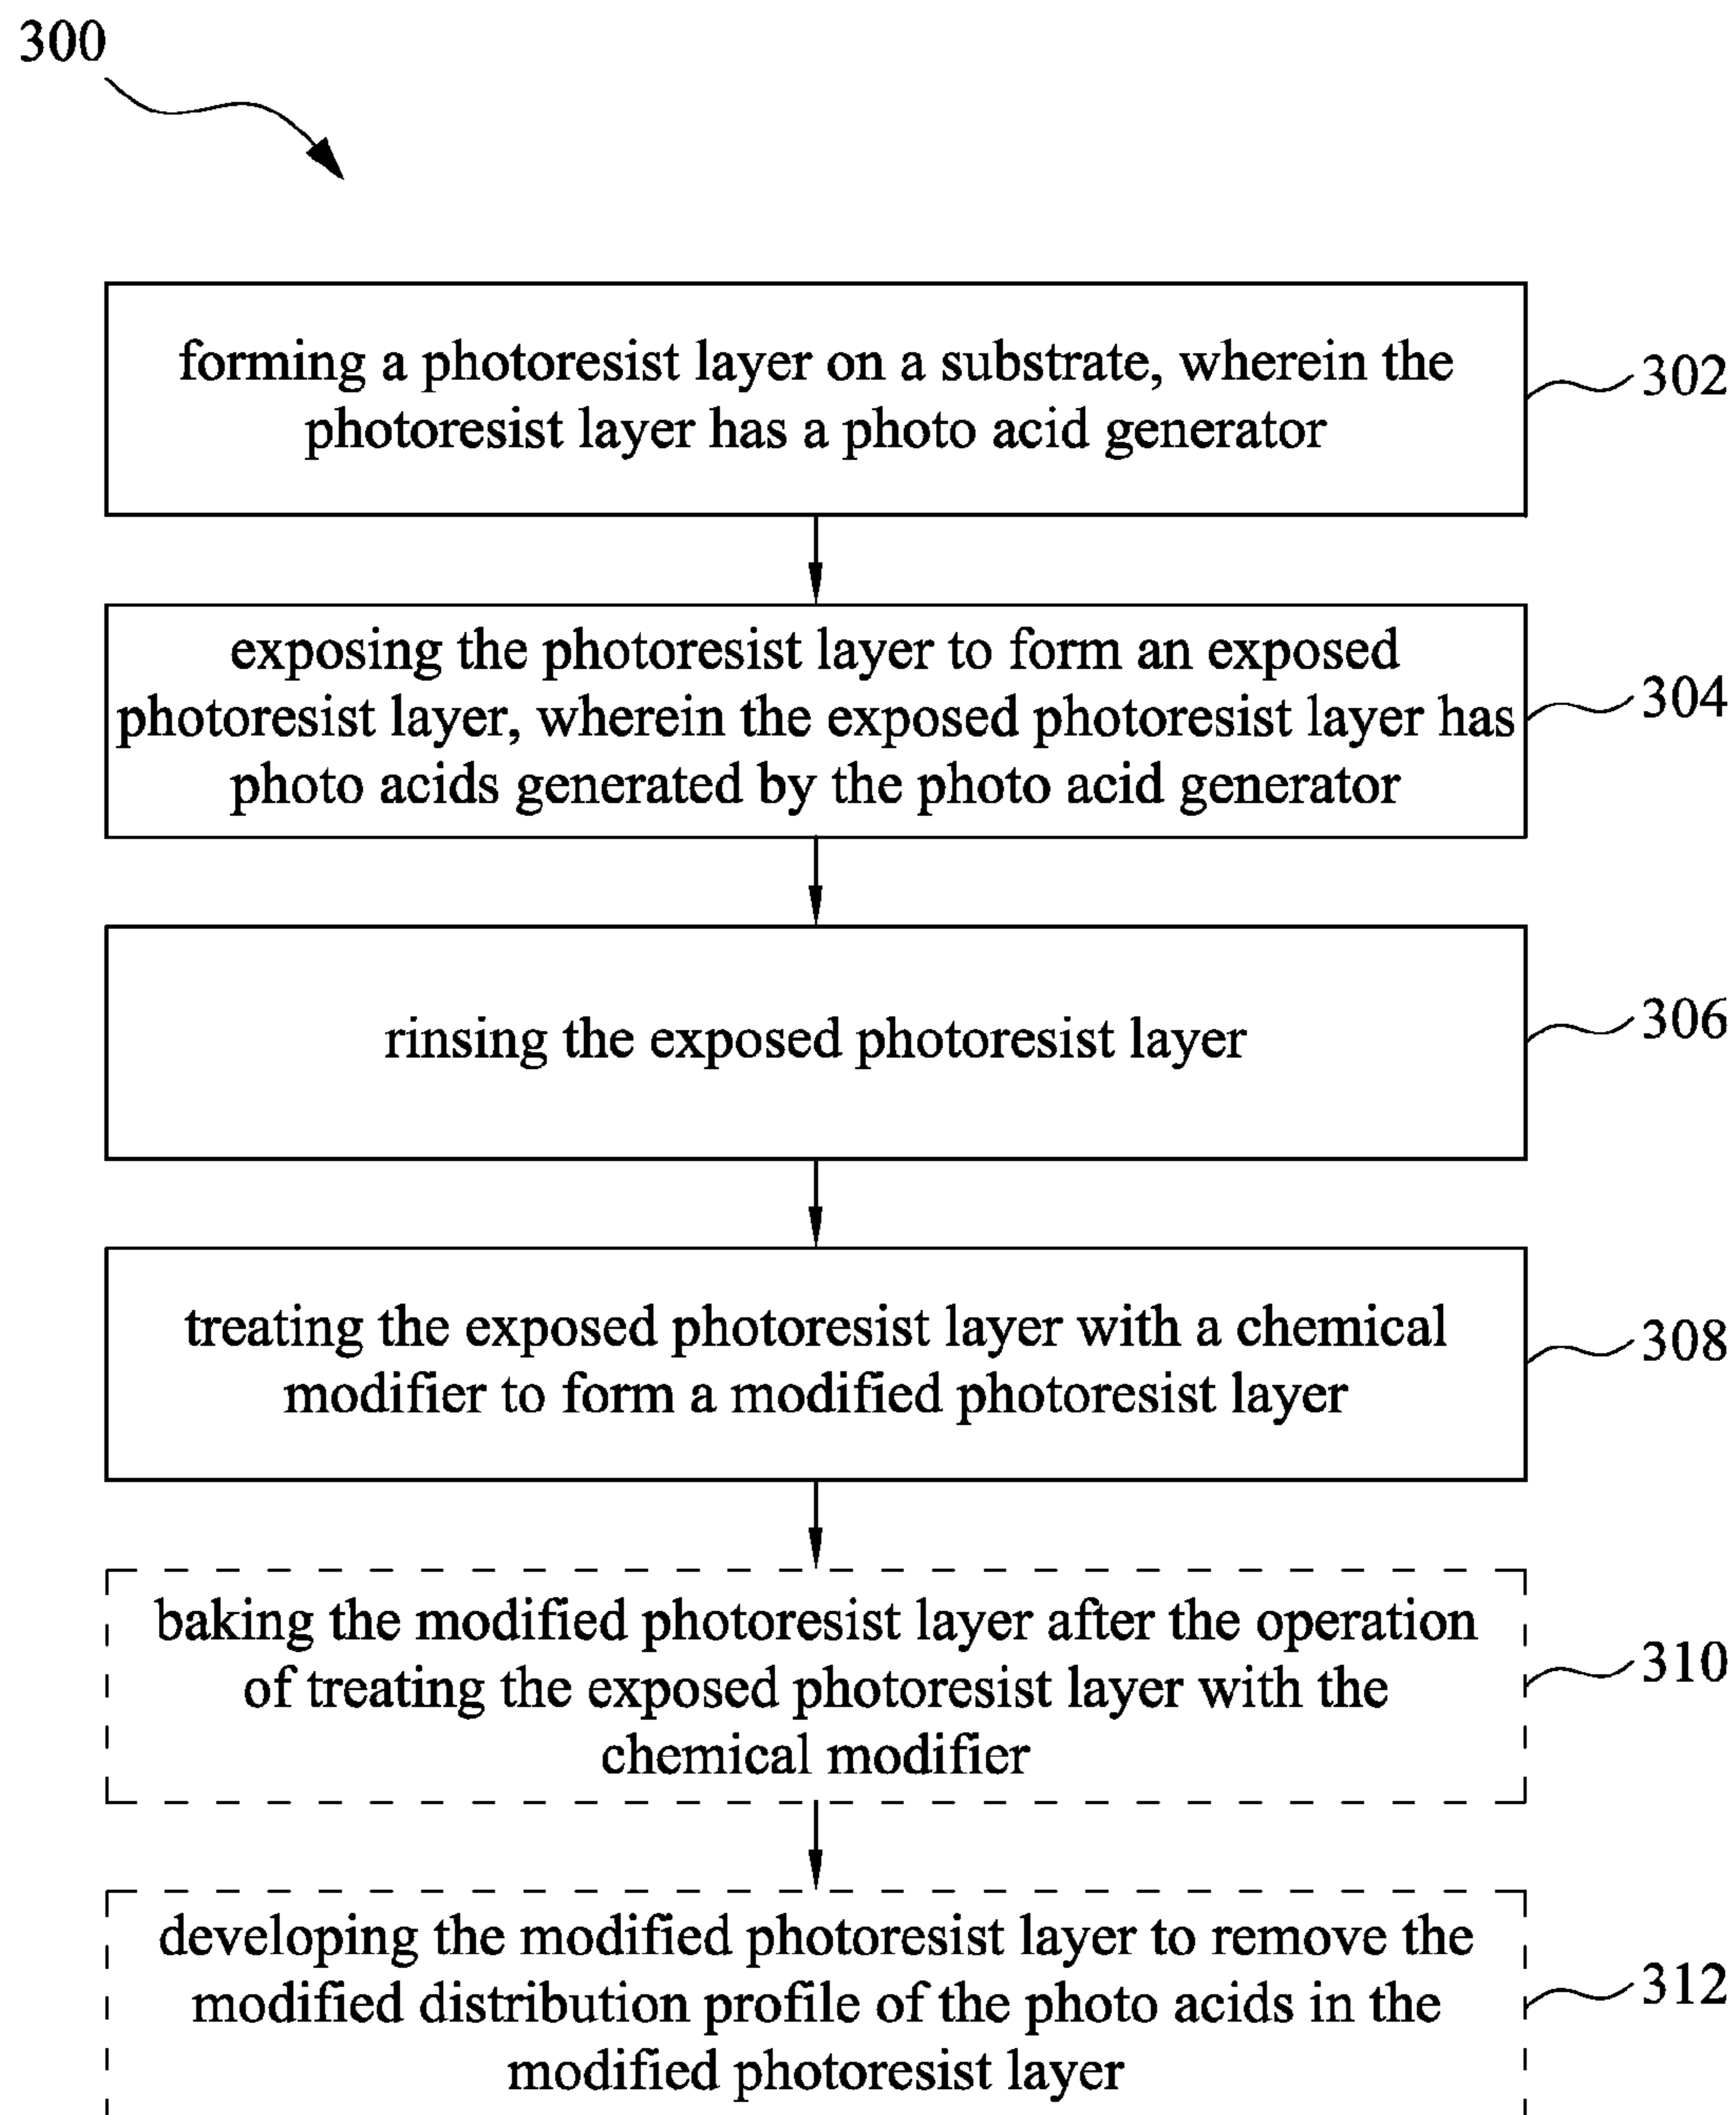 300
forming a photoresist layer on a substrate, wherein the
photoresist layer has a photo acid generator
302
exposing the photoresist layer to form an exposed
photoresist layer, wherein the exposed photoresist layer has
photo acids generated by the photo acid generator
304
rinsing the exposed photoresist layer
306
treating the exposed photoresist layer with a chemical
modifier to form a modified photoresist layer
308
baking the modified photoresist layer after the operation
of treating the exposed photoresist layer with the
chemical modifier
310
developing the modified photoresist layer to remove the
modified distribution profile of the photo acids in the
modified photoresist layer
312